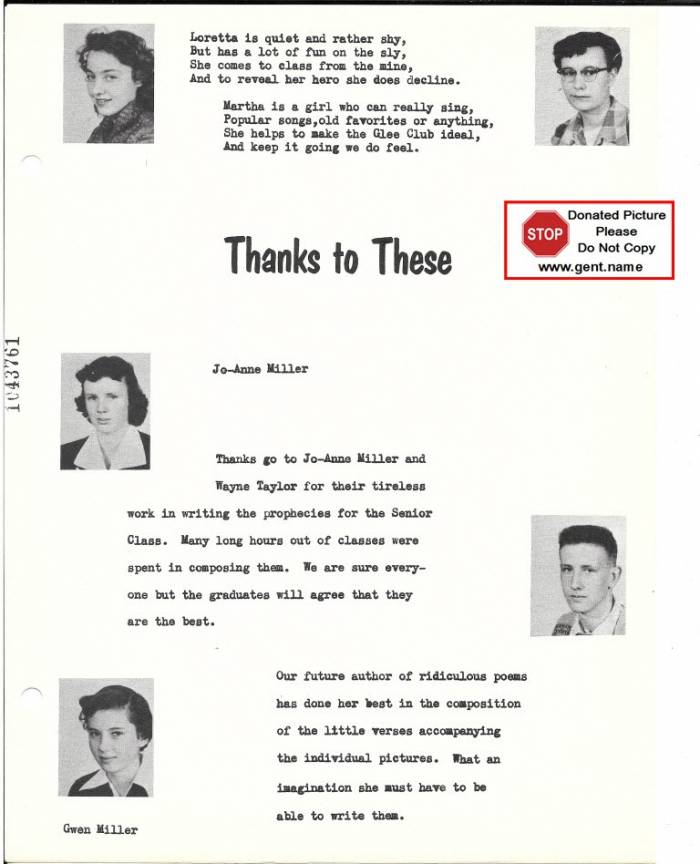 Loretta is quiet and rather shy,
But has a lot of fun on the sly,
She comes to class from the mine,
And to reveal her hero she does decline.
Martha is a girl who can really sing,
Popular songs,old favorites or anything,
She helps to make the Glee Club ideal,
And keep it going we do feel.
STOP
Donated Picture
Please
Do Not Copy
www.gent.name
Thanks to These
1043761
Jo-Anne Miller
Thanks go to Jo-Anne Miller and
Wayne Taylor for their tireless
work in writing the prophecies for the Senior
Class. Many long hours out of classes were
spent in composing them. We are sure every-
one but the graduates will agree that they
are the best.
Our future author of ridiculous poems
has done her best in the composition
of the little verses accompanying
the individual pictures. What an
imagination she must have to be
able to write them.
Gwen Miller